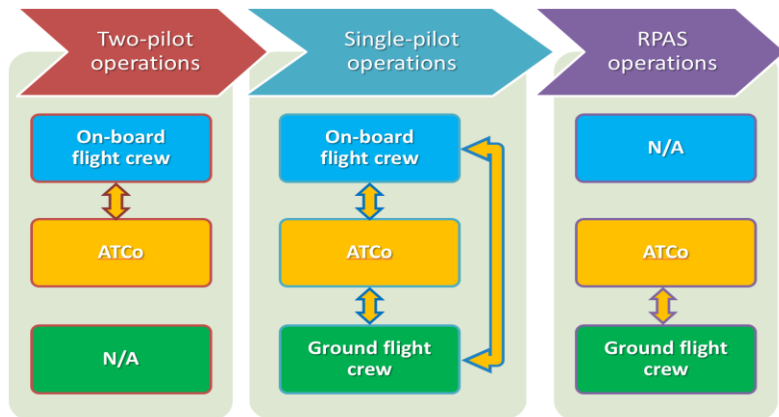 Two-pilot
operations
Single-pilot
operations
RPAS
operations
On-board
flight crew
ATCo
N/A
On-board
flight crew
ATCo
Ground flight
crew
N/A
ATCo
Ground flight
crew